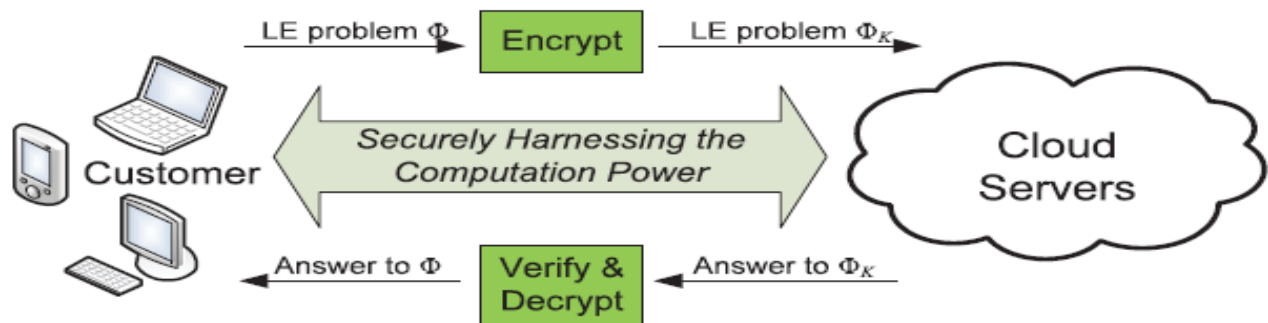 LE problem Φ
Encrypt
LE problem Φ_K
Securely Harnessing the
Computation Power
Customer
Cloud
Servers
Answer to Φ
Verify &
Decrypt
Answer to Φ_K